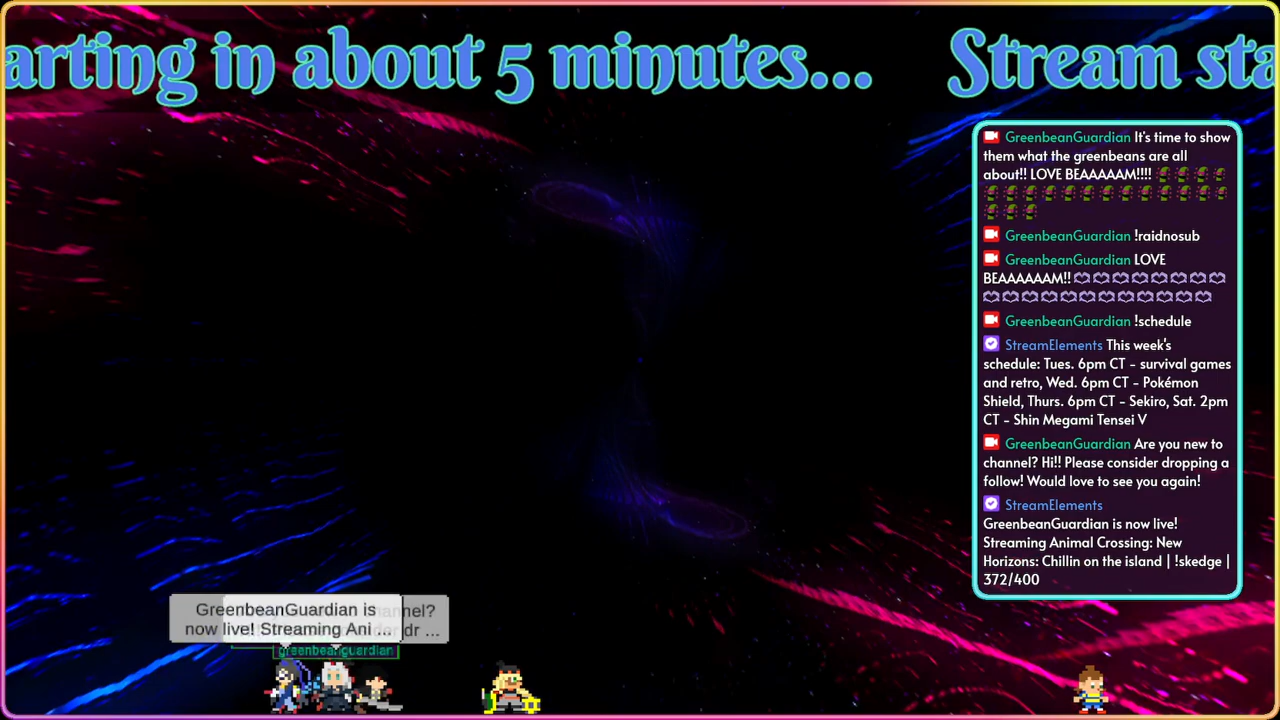 arting in about 5 minutes... Stream sta
GreenbeanGuardian It's time to show
them what the greenbeans are all
about!! LOVE BEAAAAAM!!!!
GreenbeanGuardian !raidnosub
GreenbeanGuardian LOVE
BEAAAAAAM!!
GreenbeanGuardian !schedule
StreamElements This week's
schedule: Tues. 6pm CT - survival games
and retro, Wed. 6pm CT - Pokémon
Shield, Thurs. 6pm CT - Sekiro, Sat. 2pm
CT - Shin Megami Tensei V
GreenbeanGuardian Are you new to
channel? Hi!! Please consider dropping a
follow! Would love to see you again!
StreamElements
GreenbeanGuardian is now live!
Streaming Animal Crossing: New
Horizons: Chillin on the island | !skedge |
372/400
GreenbeanGuardian is annel?
now live! Streaming Ani ... dr ...
greenbeanguardian